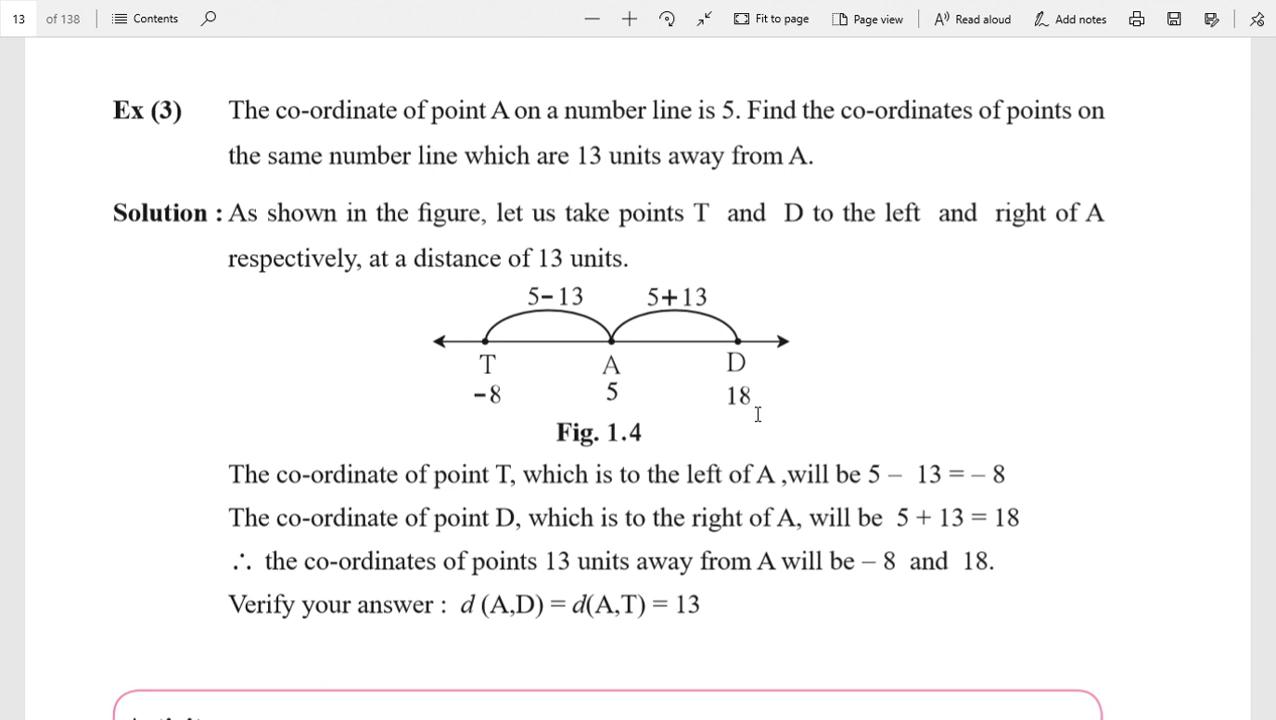 13 of 138 Contents Fit to page Page view Read aloud Add notes
Ex (3) The co-ordinate of point A on a number line is 5. Find the co-ordinates of points on
the same number line which are 13 units away from A.
Solution : As shown in the figure, let us take points T and D to the left and right of A
respectively, at a distance of 13 units.
5−13 5+13
T A D
−8 5 18
Fig. 1.4
The co-ordinate of point T, which is to the left of A ,will be 5 – 13 = – 8
The co-ordinate of point D, which is to the right of A, will be 5 + 13 = 18
∴ the co-ordinates of points 13 units away from A will be – 8 and 18.
Verify your answer : d (A,D) = d(A,T) = 13